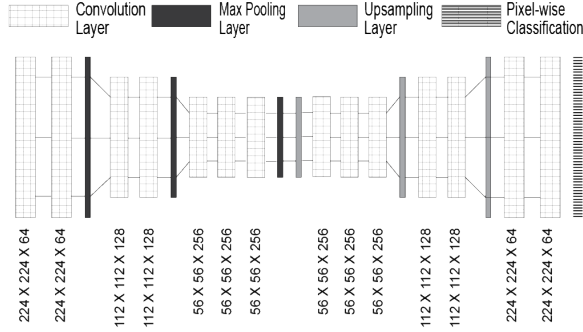 Convolution
Layer
Max Pooling
Layer
Upsampling
Layer
Pixel-wise
Classification
224 X 224 X 64
224 X 224 X 64
112 X 112 X 128
112 X 112 X 128
56 X 56 X 256
56 X 56 X 256
56 X 56 X 256
56 X 56 X 256
56 X 56 X 256
56 X 56 X 256
112 X 112 X 128
112 X 112 X 128
224 X 224 X 64
224 X 224 X 64